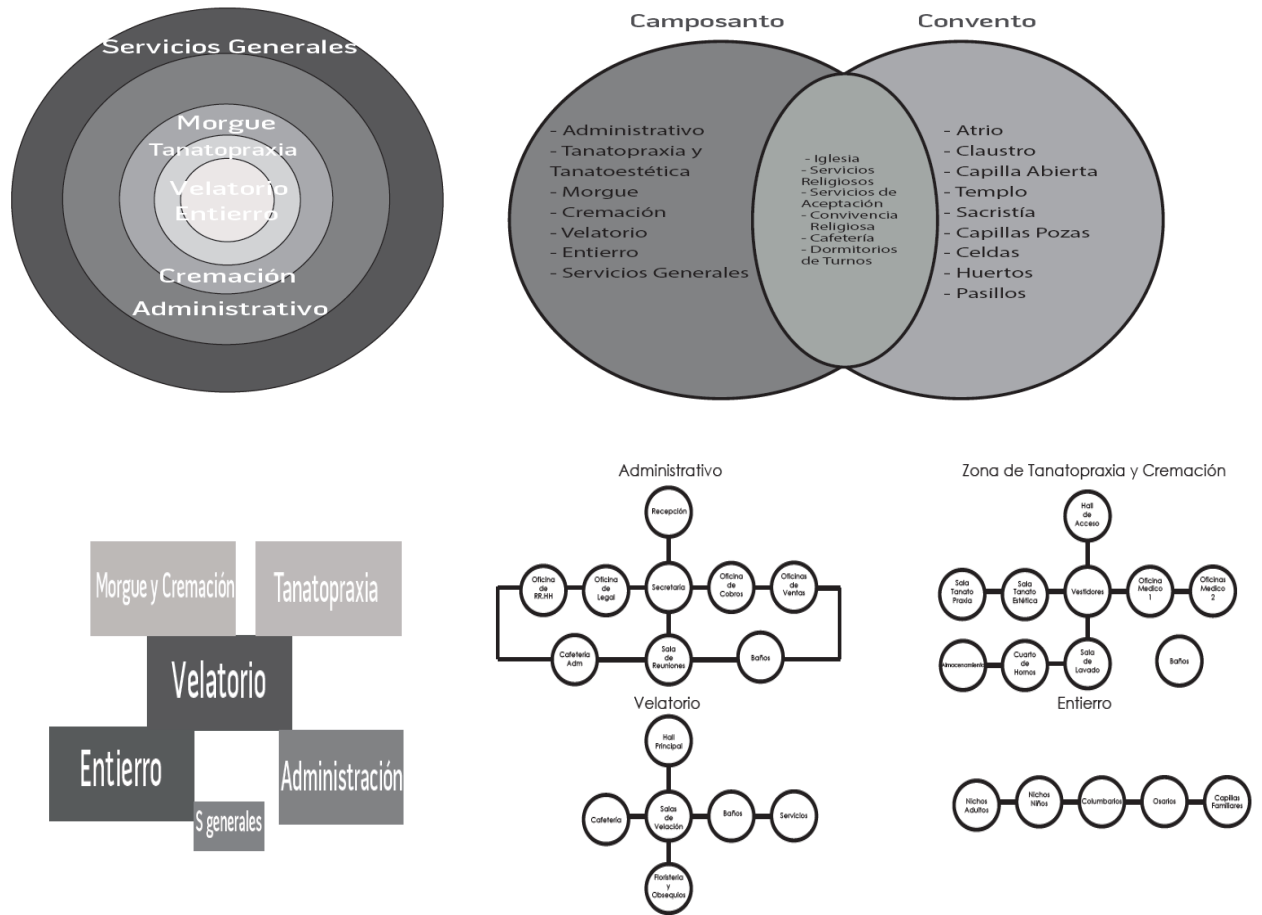 Servicios Generales
Morgue
Tanatopraxia
Velatorio
Entierro
Cremación
Administrativo
Camposanto
Convento
- Administrativo
- Tanatopraxia y
Tanatoestética
- Morgue
- Cremación
- Velatorio
- Entierro
- Servicios Generales
- Iglesia
- Servicios
Religiosos
- Servicios de
Aceptación
- Convivencia
Religiosa
- Cafetería
- Dormitorios
de Turnos
- Atrio
- Claustro
- Capilla Abierta
- Templo
- Sacristía
- Capillas Pozas
- Celdas
- Huertos
- Pasillos
Morgue y Cremación
Tanatopraxia
Velatorio
Entierro
Administración
S generales
Administrativo
Recepción
Oficina
de
RR.HH
Oficina
de
Legal
Secretaria
Oficina
de
Cobros
Oficinas
de
Ventas
Cafeteria
Adm
Sala
de
Reuniones
Baños
Zona de Tanatopraxia y Cremación
Hall
de
Acceso
Sala
Tanato
Praxia
Sala
Tanato
Estética
Vestidores
Oficina
Medico
1
Oficinas
Medico
2
Almacenamiento
Cuarto
de
Hornos
Sala
de
Lavado
Baños
Velatorio
Hall
Principal
Cafetería
Salas
de
Velación
Baños
Servicios
Floristería
y
Obsequios
Entierro
Nichos
Adultos
Nichos
Niños
Columbarios
Osarios
Capillas
Familiares